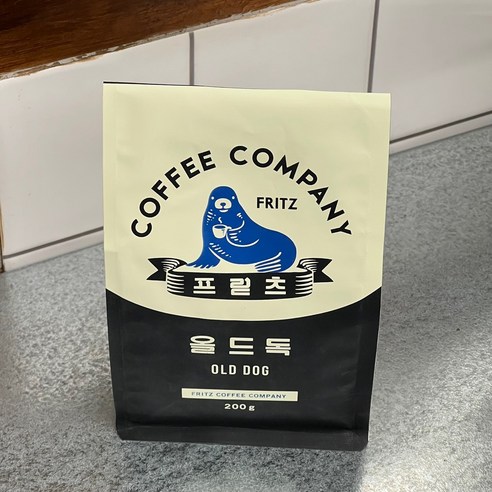 COFFEE COMPANY
FRITZ
프릳츠
올드독
OLD DOG
FRITZ COFFEE COMPANY
200g